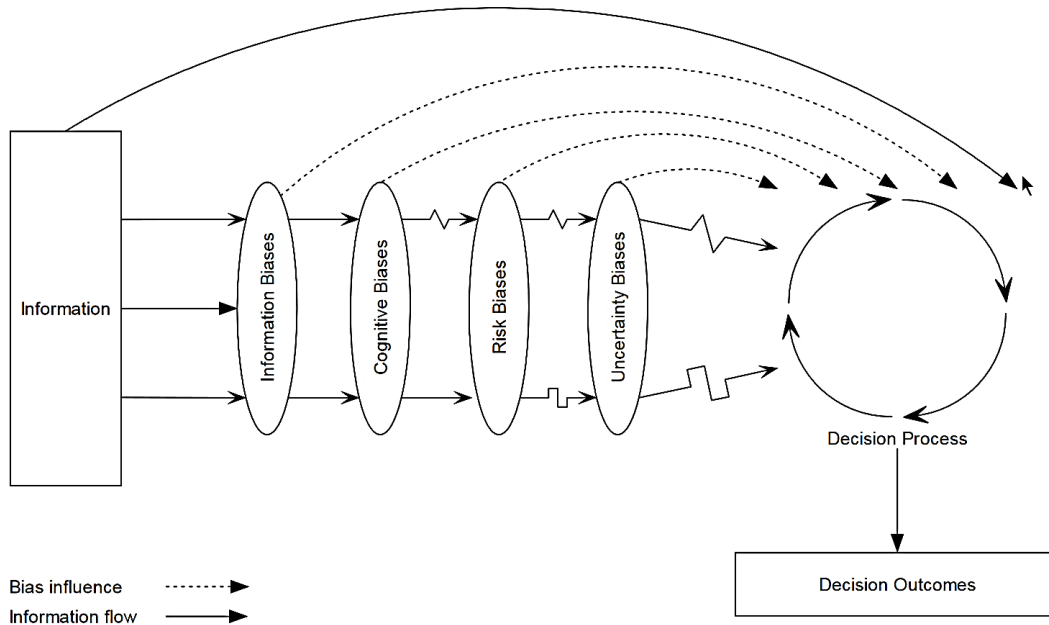 Information
Information Biases
Cognitive Biases
Risk Biases
Uncertainty Biases
Decision Process
Decision Outcomes
Bias influence
Information flow